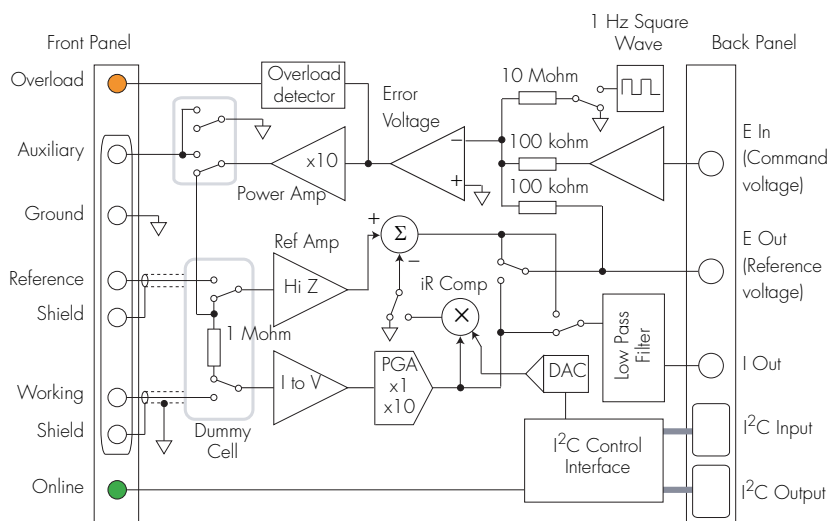 1 Hz Square
Wave
Front Panel
Back Panel
Overload
Overload
detector
10 Mohm
Error
Voltage
E In
(Command
voltage)
100 kohm
Auxiliary
x10
−
+
Power Amp
100 kohm
Ground
Ref Amp
+
Σ
−
E Out
(Reference
voltage)
Reference
Hi Z
iR Comp
×
Shield
1 Mohm
Low Pass
Filter
I Out
PGA
x1
x10
I to V
DAC
Working
Shield
Dummy
Cell
I²C Control
Interface
I²C Input
Online
I²C Output